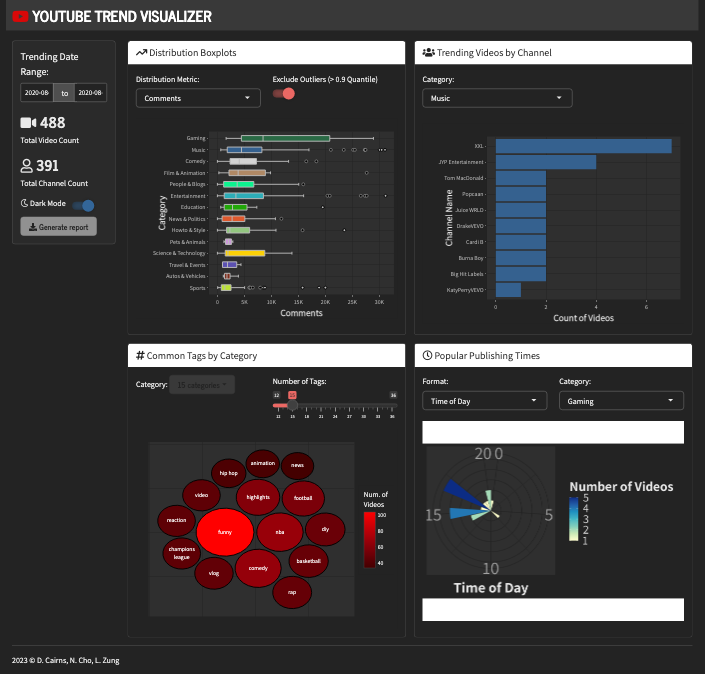 YOUTUBE TREND VISUALIZER
Trending Date
Range:
2020-08- to 2020-08-
488
Total Video Count
391
Total Channel Count
Dark Mode
Generate report
Distribution Boxplots
Distribution Metric:
Comments
Exclude Outliers (> 0.9 Quantile)
Category
Gaming
Music
Comedy
Film & Animation
People & Blogs
Entertainment
Education
News & Politics
Howto & Style
Pets & Animals
Science & Technology
Travel & Events
Autos & Vehicles
Sports
0 5K 10K 15K 20K 25K 30K
Comments
Trending Videos by Channel
Category:
Music
Channel Name
XXL
JYP Entertainment
Tom MacDonald
Popcaan
Juice WRLD
DrakeVEVO
Cardi B
Burna Boy
Big Hit Labels
KatyPerryVEVO
0 2 4 6
Count of Videos
# Common Tags by Category
Category:
15 categories
Number of Tags:
12 15 36
12 15 18 21 24 27 30 33 36
animation
news
hip hop
video
highlights
football
reaction
funny
nba
diy
champions
league
vlog
comedy
basketball
rap
Num. of
Videos
100
80
60
40
Popular Publishing Times
Format:
Time of Day
Category:
Gaming
20 0
15
5
10
Time of Day
Number of Videos
5
4
3
2
1
2023 © D. Cairns, N. Cho, L. Zung